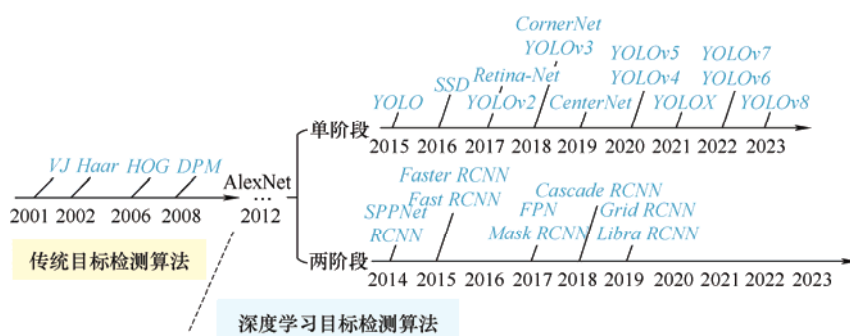 CornerNet
YOLOv3 YOLOv5 YOLOv7
Retina-Net YOLOv4 YOLOv6
SSD
YOLO YOLOv2 CenterNet YOLOX YOLOv8
单阶段
2015 2016 2017 2018 2019 2020 2021 2022 2023
VJ Haar HOG DPM
AlexNet
...
2001 2002 2006 2008 2012
Faster RCNN Cascade RCNN
Fast RCNN
SPPNet FPN Grid RCNN
RCNN Mask RCNN Libra RCNN
两阶段
2014 2015 2016 2017 2018 2019 2020 2021 2022 2023
传统目标检测算法
深度学习目标检测算法